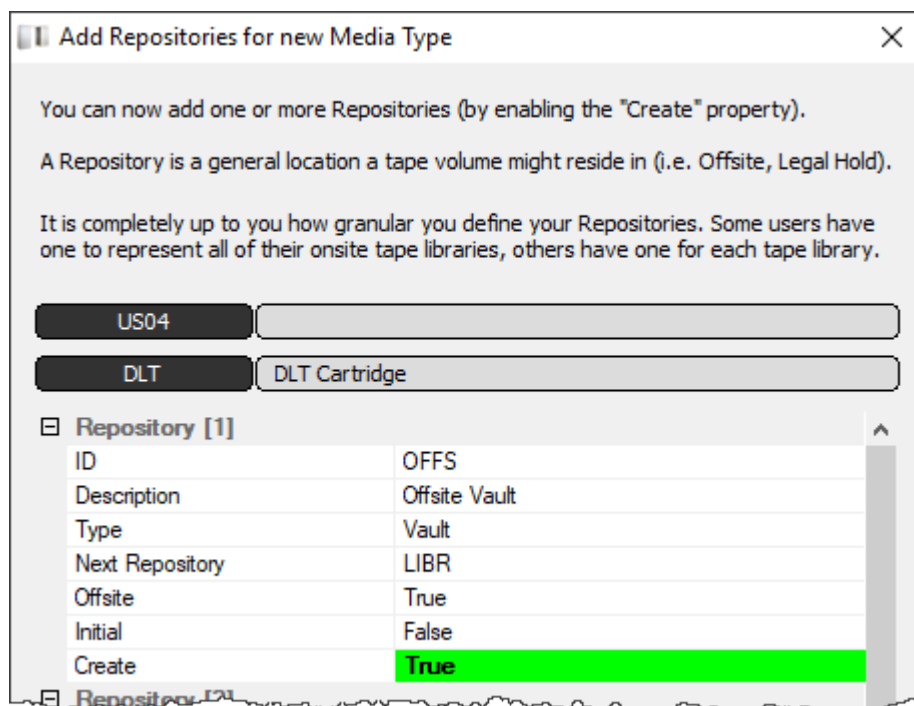 Add Repositories for new Media Type
You can now add one or more Repositories (by enabling the "Create" property).
A Repository is a general location a tape volume might reside in (i.e. Offsite, Legal Hold).
It is completely up to you how granular you define your Repositories. Some users have
one to represent all of their onsite tape libraries, others have one for each tape library.
US04
DLT DLT Cartridge
Repository [1]
ID OFFS
Description Offsite Vault
Type Vault
Next Repository LIBR
Offsite True
Initial False
Create True
Repository [2]